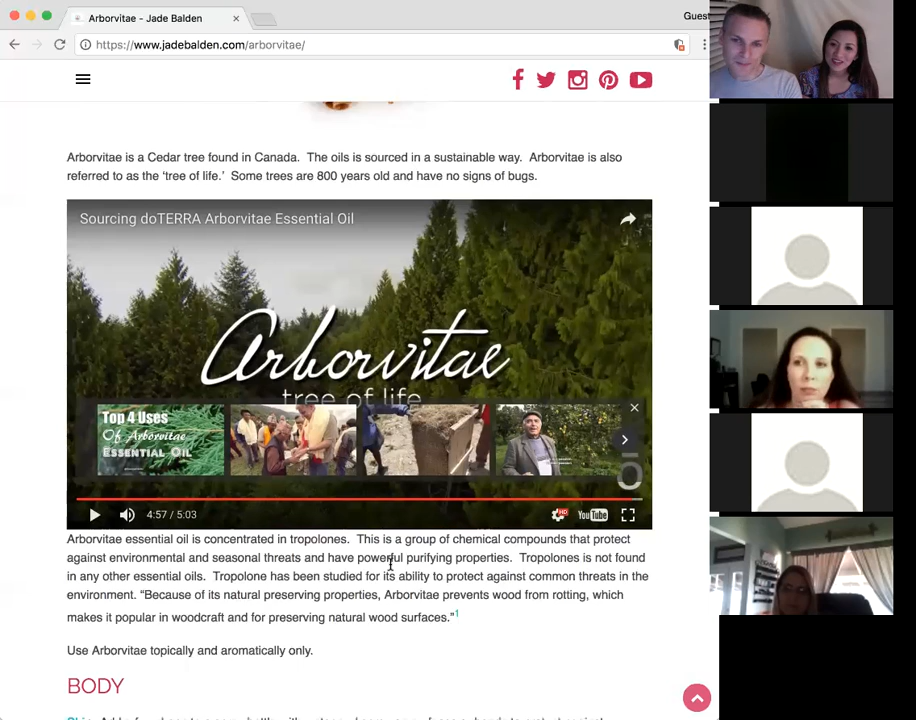 Arborvitae - Jade Balden
Guest
https://www.jadebalden.com/arborvitae/
Arborvitae is a Cedar tree found in Canada. The oils is sourced in a sustainable way. Arborvitae is also
referred to as the ‘tree of life.’ Some trees are 800 years old and have no signs of bugs.
Sourcing doTERRA Arborvitae Essential Oil
Arborvitae
tree of life
Top 4 Uses
Of Arborvitae
ESSENTIAL OIL
4:57 / 5:03
HD
YouTube
Arborvitae essential oil is concentrated in tropolones. This is a group of chemical compounds that protect
against environmental and seasonal threats and have powerful purifying properties. Tropolones is not found
in any other essential oils. Tropolone has been studied for its ability to protect against common threats in the
environment. “Because of its natural preserving properties, Arborvitae prevents wood from rotting, which
makes it popular in woodcraft and for preserving natural wood surfaces.”1
Use Arborvitae topically and aromatically only.
BODY